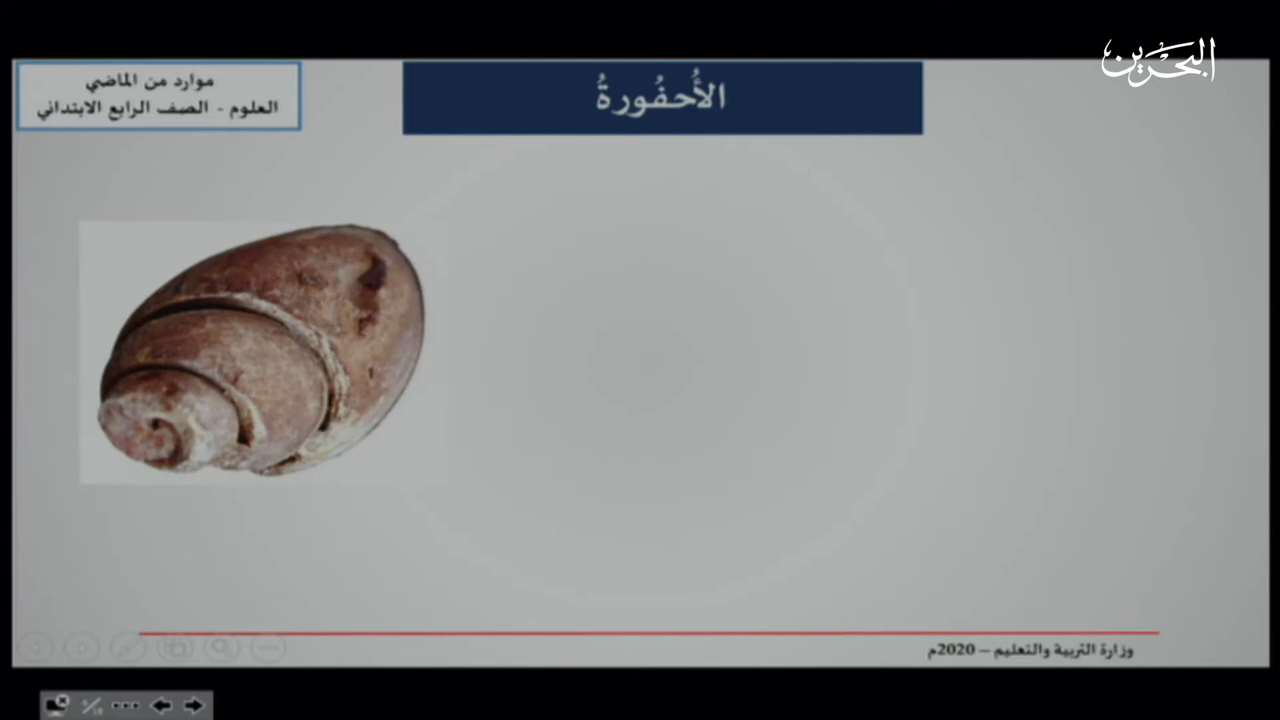 البحرين
الأُحفُورةُ
موارد من الماضي
العلوم - الصف الرابع الابتدائي
وزارة التربية والتعليم – 2020م